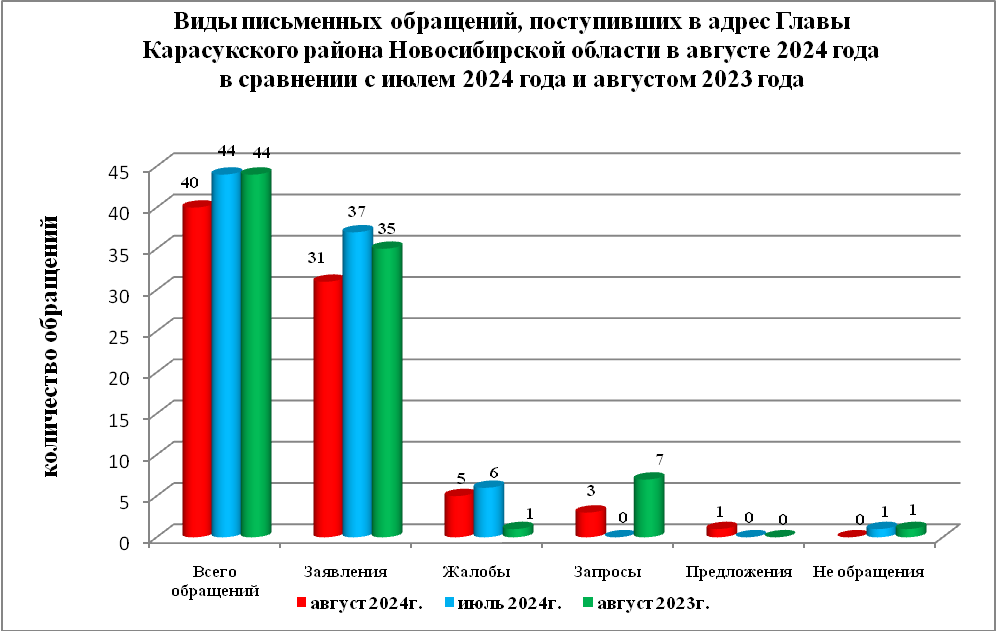 Виды письменных обращений, поступивших в адрес Главы
Карасукского района Новосибирской области в августе 2024 года
в сравнении с июлем 2024 года и августом 2023 года
количество обращений
45
40
35
30
25
20
15
10
5
0
40
44
44
31
37
35
5
6
1
3
0
7
1
0
0
0
1
1
Всего
обращений
Заявления
Жалобы
Запросы
Предложения
Не обращения
август 2024г.
июль 2024г.
август 2023г.